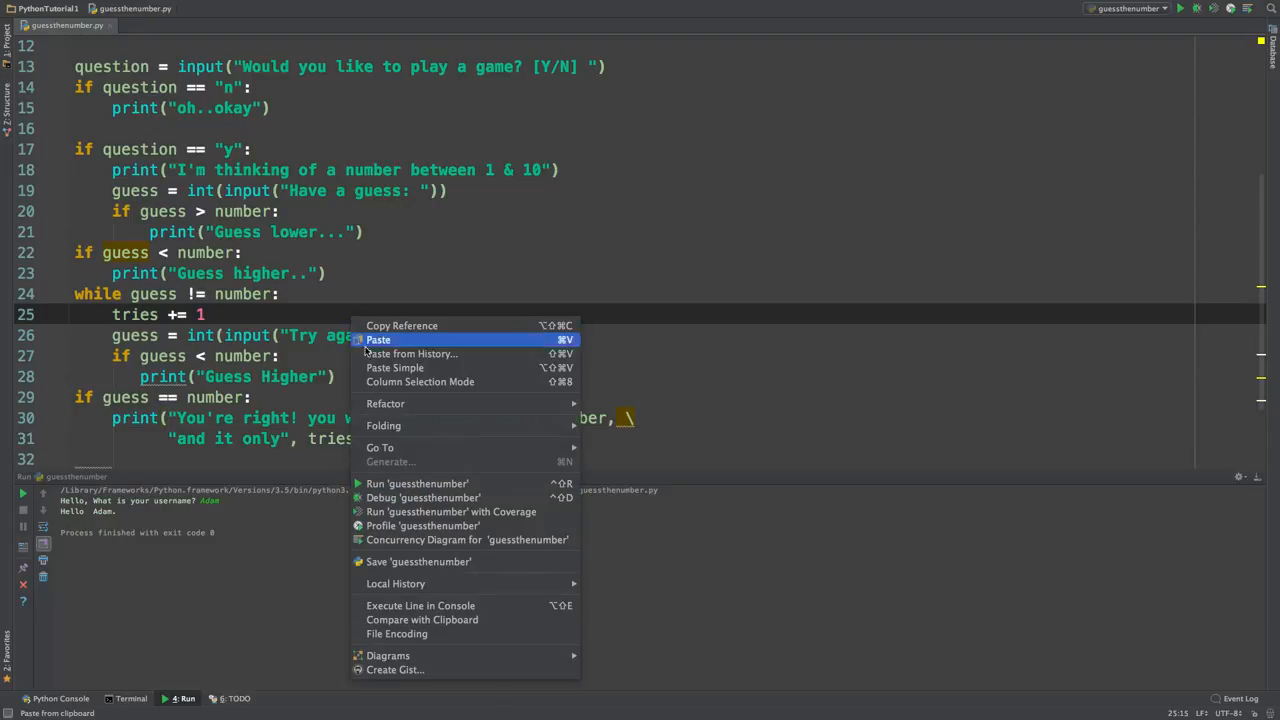 PythonTutorial1 guessthenumber.py guessthenumber
guessthenumber.py
1: Project
Z: Structure
2: Favorites
Database
12
13 question = input("Would you like to play a game? [Y/N] ")
14 if question == "n":
15 print("oh..okay")
16
17 if question == "y":
18 print("I'm thinking of a number between 1 & 10")
19 guess = int(input("Have a guess: "))
20 if guess > number:
21 print("Guess lower...")
22 if guess < number:
23 print("Guess higher..")
24 while guess != number:
25 tries += 1
26 guess = int(input("Try aga
27 if guess < number:
28 print("Guess Higher")
29 if guess == number:
30 print("You're right! you w ber, \
31 "and it only", tries
32
Copy Reference ⌥⇧⌘C
Paste ⌘V
Paste from History... ⇧⌘V
Paste Simple ⌥⇧⌘V
Column Selection Mode ⇧⌘8
Refactor
Folding
Go To
Generate... ⌘N
Run 'guessthenumber' ⌃⇧R
Debug 'guessthenumber' ⌃⇧D
Run 'guessthenumber' with Coverage
Profile 'guessthenumber'
Concurrency Diagram for 'guessthenumber'
Save 'guessthenumber'
Local History
Execute Line in Console ⌥⇧E
Compare with Clipboard
File Encoding
Diagrams
Create Gist...
Run guessthenumber
/Library/Frameworks/Python.framework/Versions/3.5/bin/python3. guessthenumber.py
Hello, What is your username? Adam
Hello Adam.
Process finished with exit code 0
Python Console Terminal 4: Run 6: TODO Event Log
Paste from clipboard 25:15 LF÷ UTF-8÷